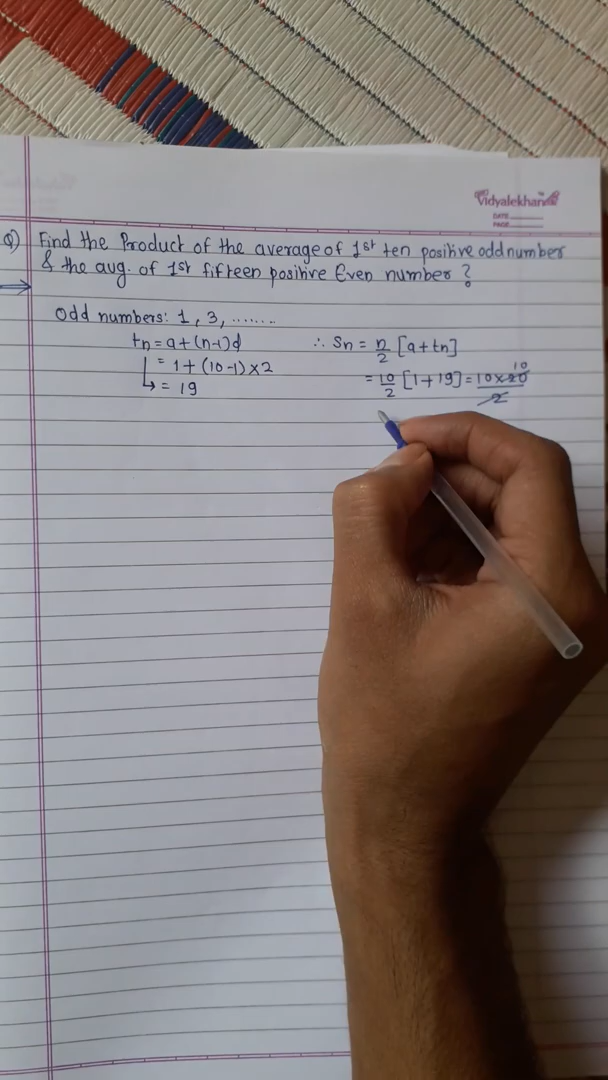 Vidyalekhan
DATE
PAGE
Q) Find the Product of the average of 1st ten positive odd number
& the avg. of 1st fifteen positive Even number ?
Odd numbers: 1, 3, ........
tn = a+(n-1)d
= 1+(10-1)×2
= 19
∴ Sn = n/2 [a+tn]
= 10/2 [1+19] = 10×20/2 10